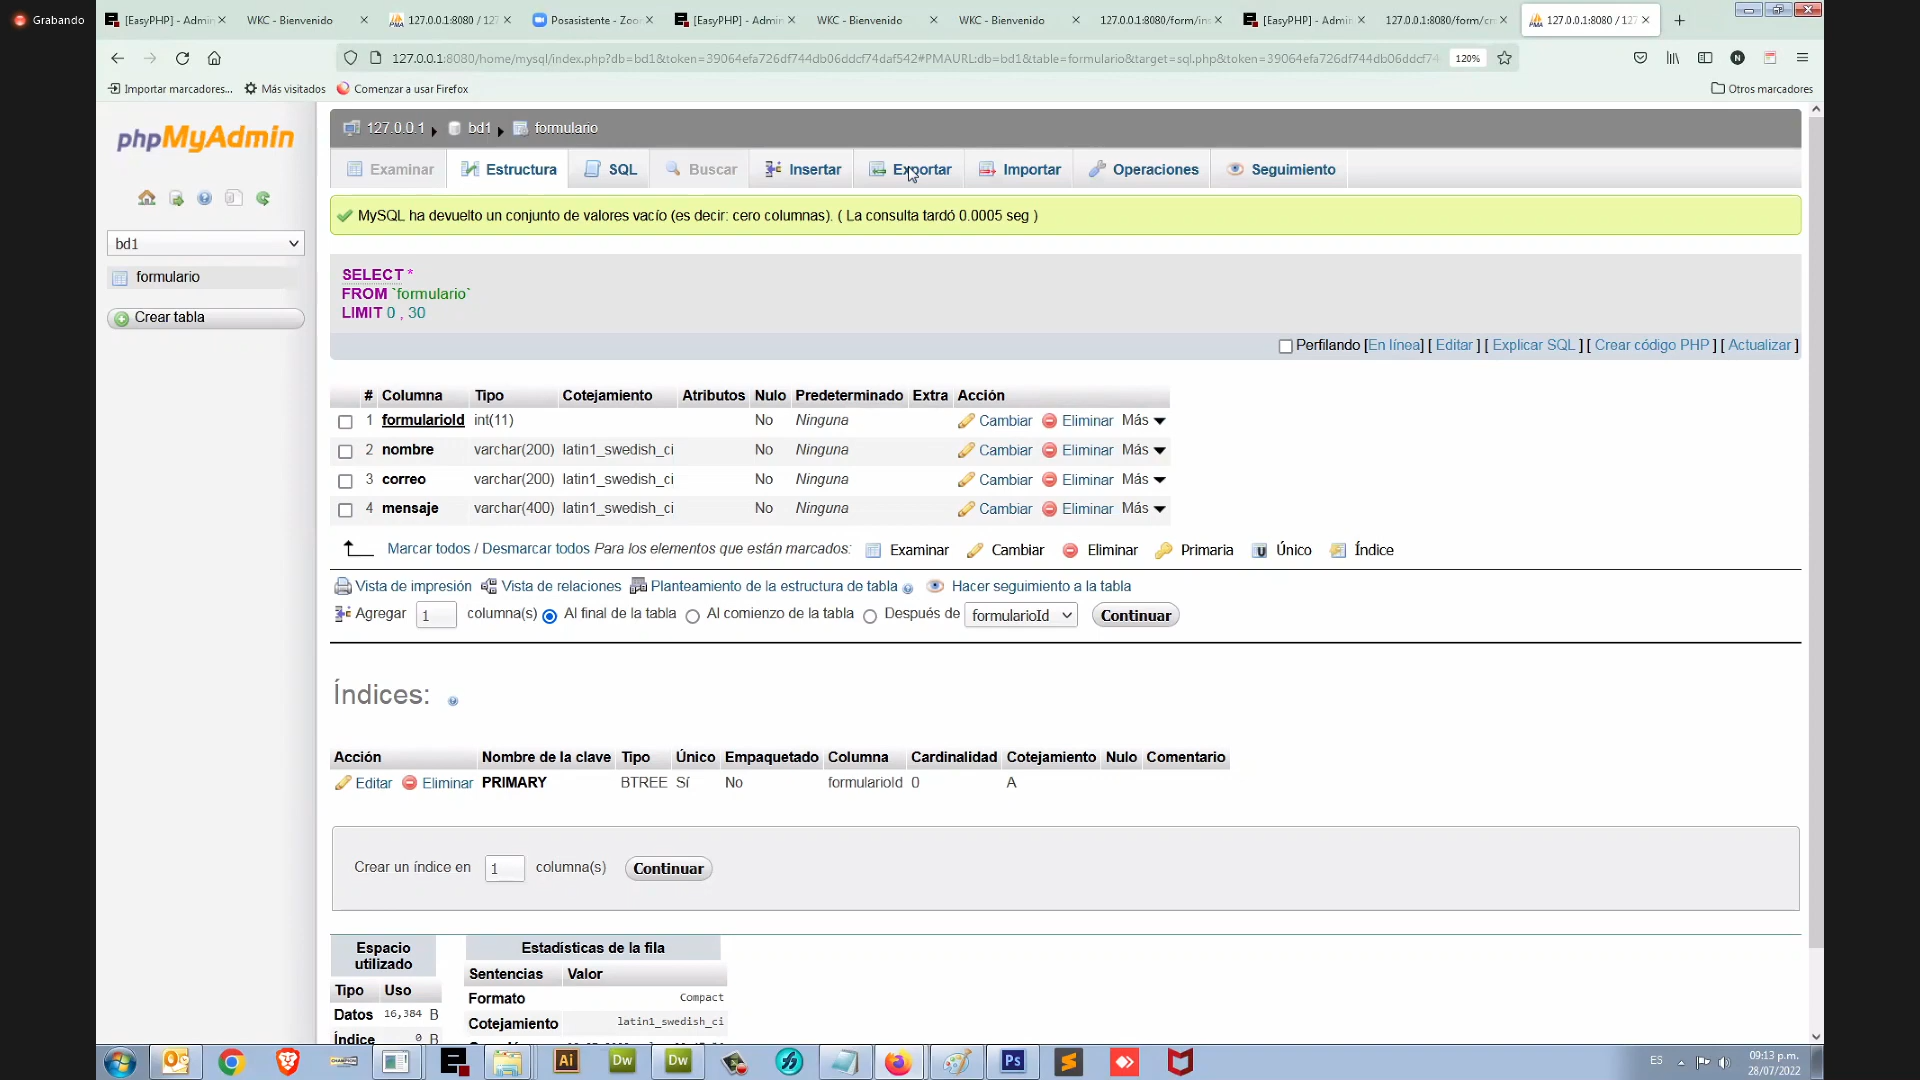 Grabando
[EasyPHP] - Admin
WKC - Bienvenido
127.0.0.1:8080 / 127
Posasistente - Zoom
[EasyPHP] - Admin
WKC - Bienvenido
WKC - Bienvenido
127.0.0.1:8080/form/ins
[EasyPHP] - Admin
127.0.0.1:8080/form/cm
127.0.0.1:8080 / 127
127.0.0.1:8080/home/mysql/index.php?db=bd1&token=39064efa726df744db06ddcf74daf542#PMAURL:db=bd1&table=formulario&target=sql.php&token=39064efa726df744db06ddcf74
120%
Importar marcadores...
Más visitados
Comenzar a usar Firefox
Otros marcadores
phpMyAdmin
127.0.0.1
bd1
formulario
Examinar
Estructura
SQL
Buscar
Insertar
Exportar
Importar
Operaciones
Seguimiento
bd1
formulario
Crear tabla
MySQL ha devuelto un conjunto de valores vacío (es decir: cero columnas). ( La consulta tardó 0.0005 seg )
SELECT *
FROM `formulario`
LIMIT 0 , 30
Perfilando [En línea] [ Editar ] [ Explicar SQL ] [ Crear código PHP ] [ Actualizar ]
# Columna Tipo Cotejamiento Atributos Nulo Predeterminado Extra Acción
1 formularioId int(11) No Ninguna Cambiar Eliminar Más
2 nombre varchar(200) latin1_swedish_ci No Ninguna Cambiar Eliminar Más
3 correo varchar(200) latin1_swedish_ci No Ninguna Cambiar Eliminar Más
4 mensaje varchar(400) latin1_swedish_ci No Ninguna Cambiar Eliminar Más
Marcar todos / Desmarcar todos Para los elementos que están marcados: Examinar Cambiar Eliminar Primaria Único Índice
Vista de impresión Vista de relaciones Planteamiento de la estructura de tabla Hacer seguimiento a la tabla
Agregar 1 columna(s) Al final de la tabla Al comienzo de la tabla Después de formularioId Continuar
Índices:
Acción Nombre de la clave Tipo Único Empaquetado Columna Cardinalidad Cotejamiento Nulo Comentario
Editar Eliminar PRIMARY BTREE Sí No formularioId 0 A
Crear un índice en 1 columna(s) Continuar
Espacio utilizado
Tipo Uso
Datos 16,384 B
Índice 0 B
Estadísticas de la fila
Sentencias Valor
Formato Compact
Cotejamiento latin1_swedish_ci
Ai
Dw
Dw
Ps
ES
09:13 p.m.
28/07/2022